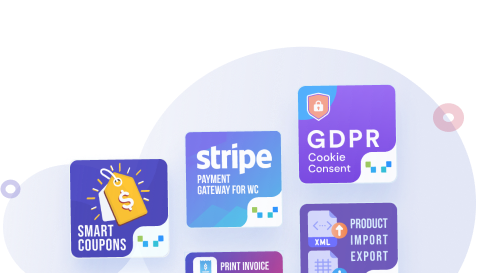 GDPR
Cookie
Consent
stripe
PAYMENT
GATEWAY FOR WC
$
SMART
COUPONS
PRODUCT
IMPORT
EXPORT
XML
PRINT INVOICE